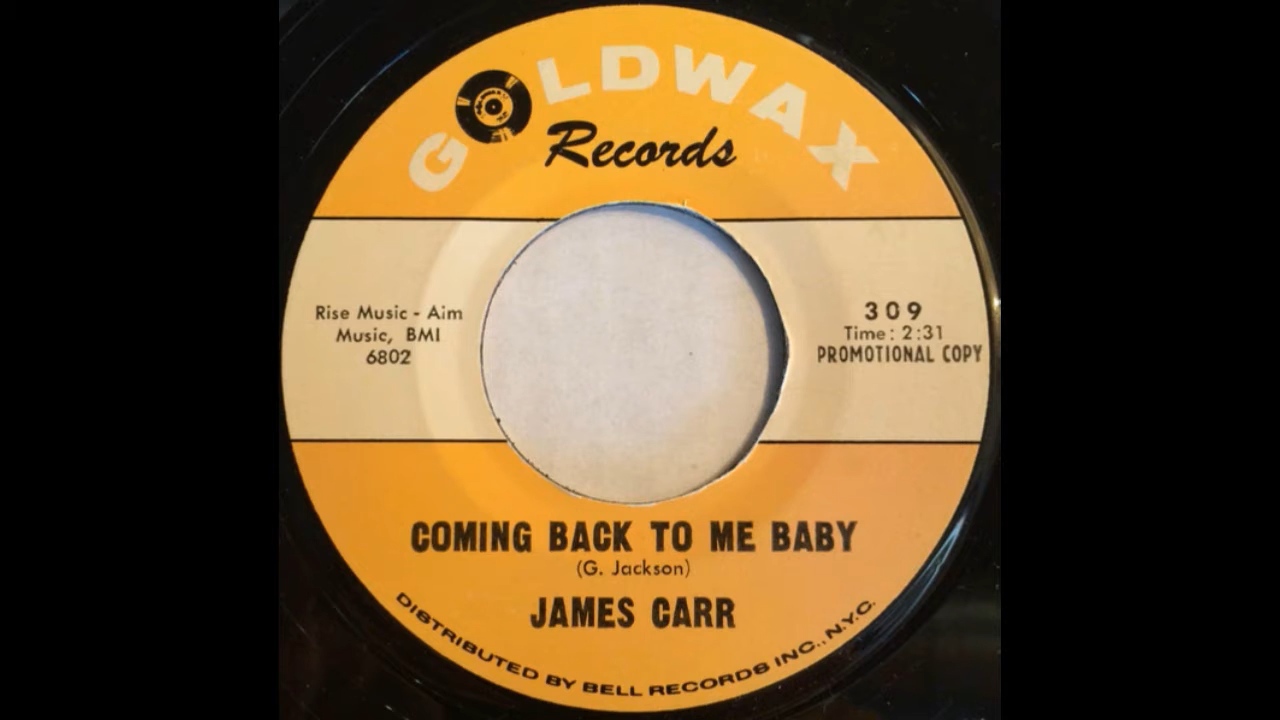 GOLDWAX
Records
Rise Music - Aim
Music, BMI
6802
309
Time: 2:31
PROMOTIONAL COPY
COMING BACK TO ME BABY
(G. Jackson)
JAMES CARR
DISTRIBUTED BY BELL RECORDS INC., N.Y.C.